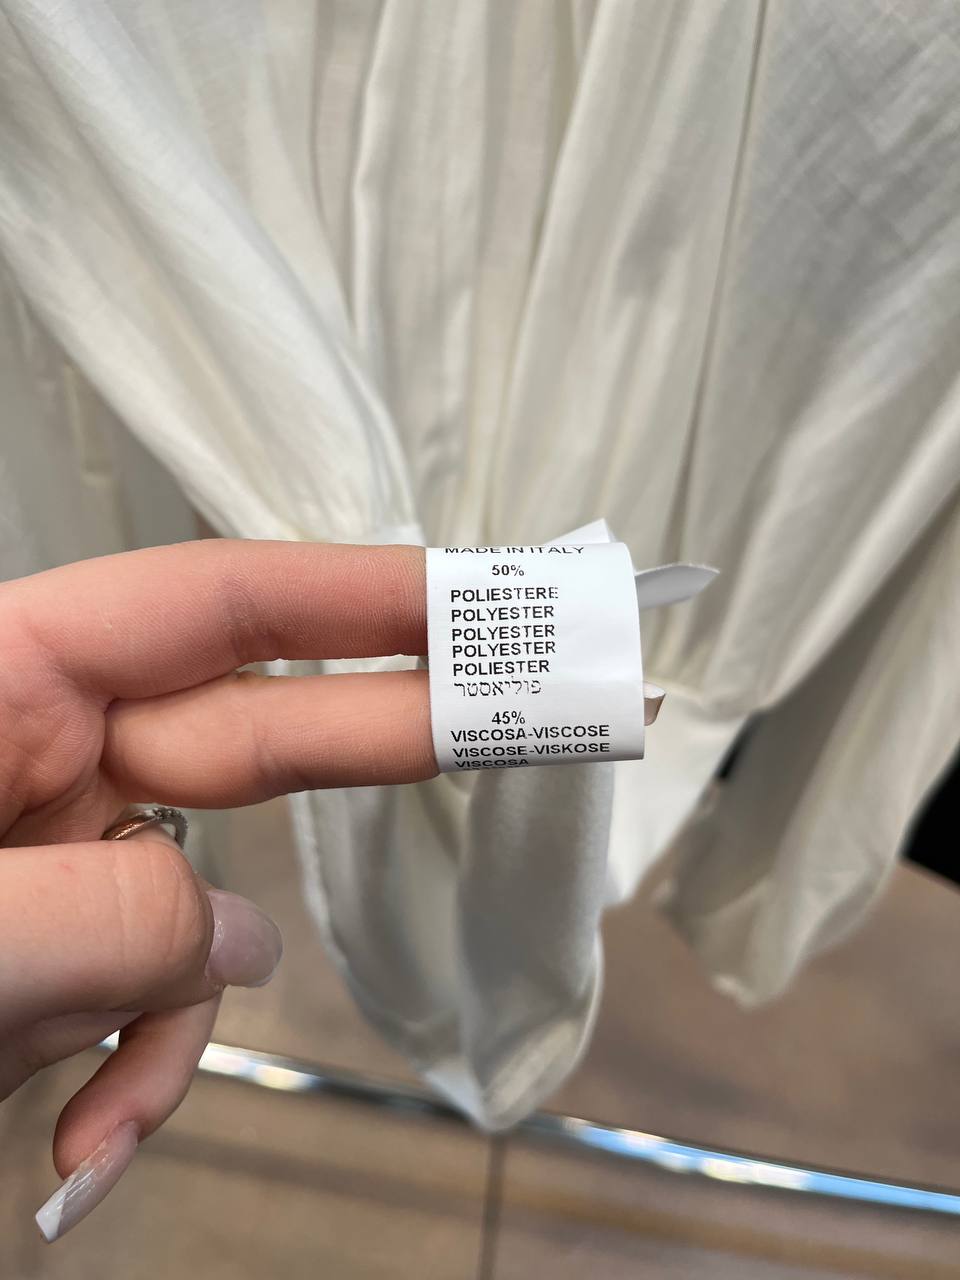 MADE IN ITALY
50%
POLIESTERE
POLYESTER
POLYESTER
POLYESTER
POLIESTER
פוליאסטר
45%
VISCOSA-VISCOSE
VISCOSE-VISKOSE
VISCOSA